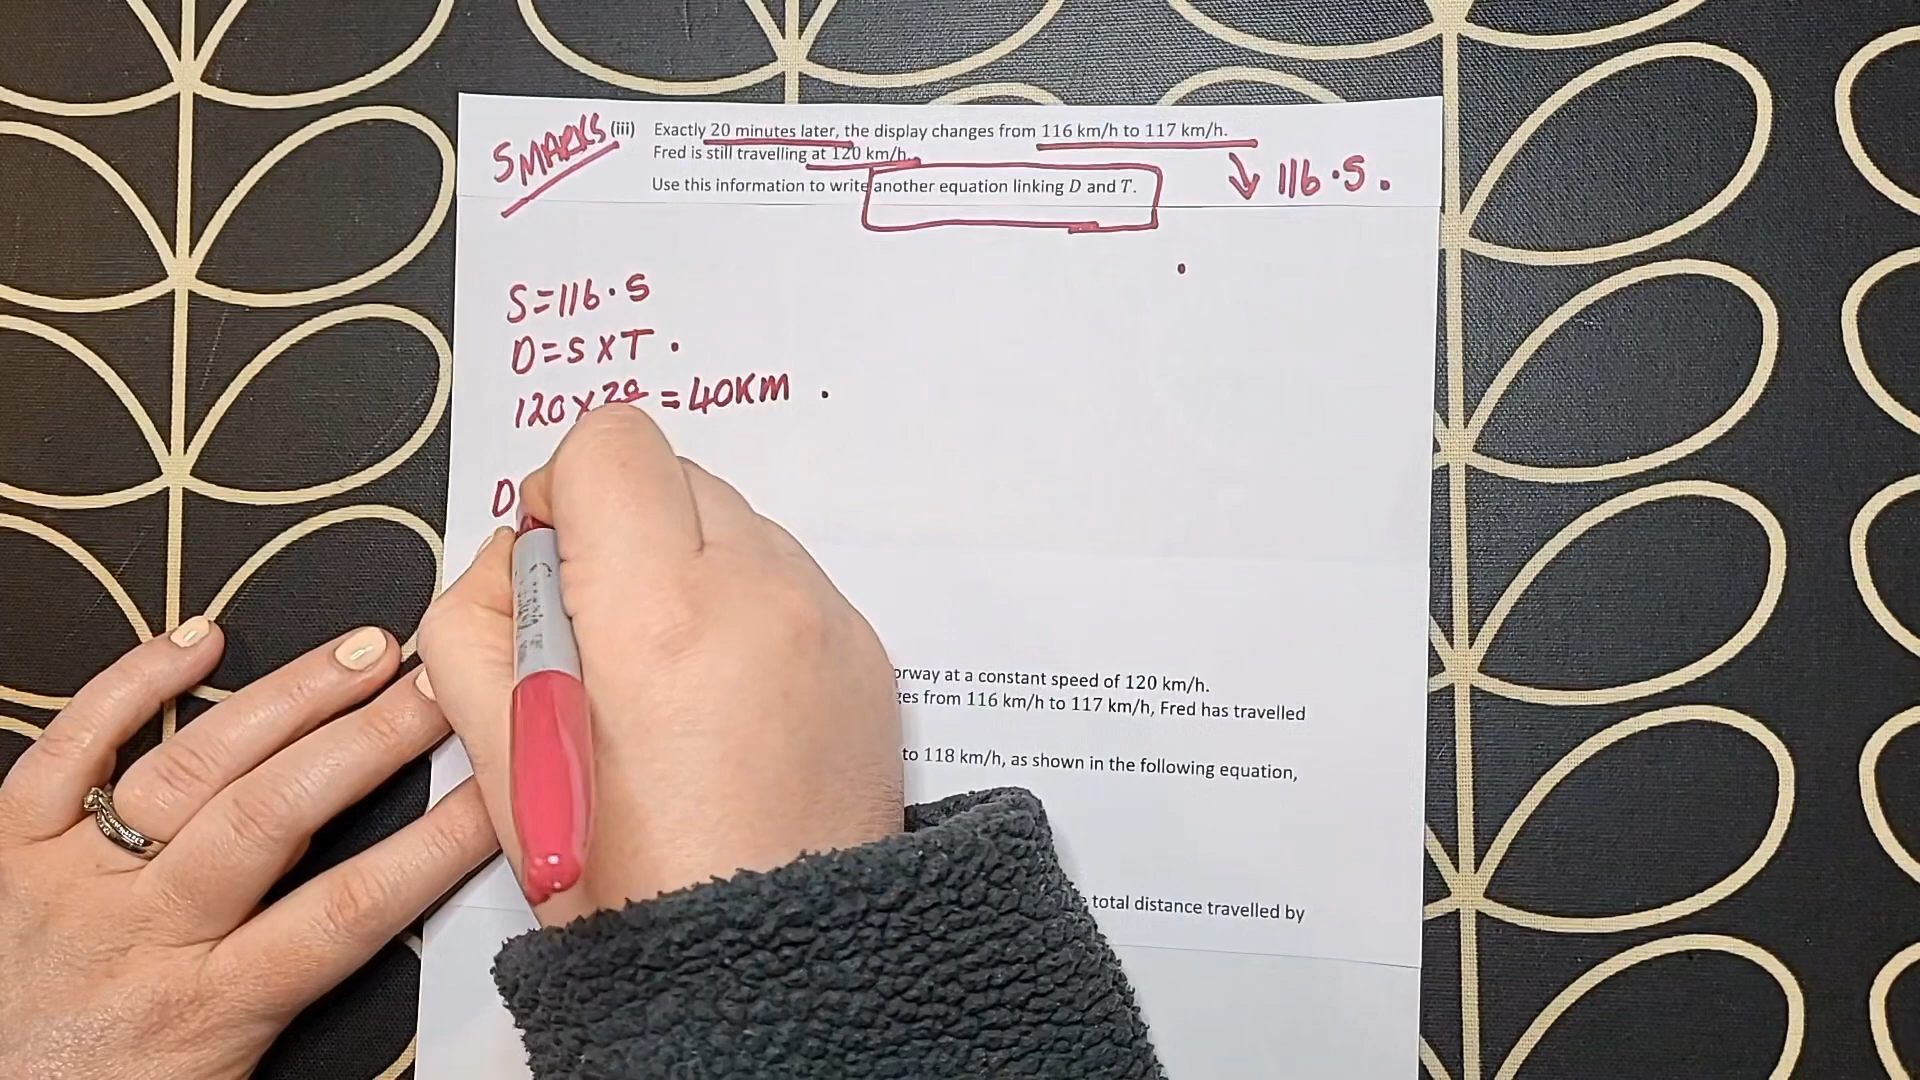 5 MARKS (iii) Exactly 20 minutes later, the display changes from 116 km/h to 117 km/h.
Fred is still travelling at 120 km/h.
Use this information to write another equation linking D and T.
116.5.
S=116.5
D=S×T.
120×20 =40KM .
D
orway at a constant speed of 120 km/h.
ges from 116 km/h to 117 km/h, Fred has travelled
to 118 km/h, as shown in the following equation,
total distance travelled by